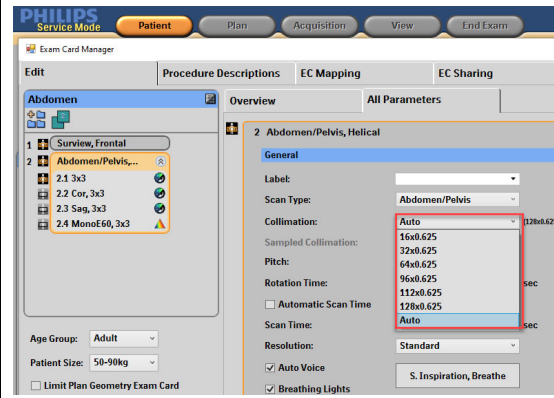 PHILIPS
Service Mode
Patient
Plan
Acquisition
View
End Exam
Exam Card Manager
Edit
Procedure Descriptions
EC Mapping
EC Sharing
Abdomen
2
1 Surview, Frontal
2 Abdomen/Pelvis,...
2.1 3x3
2.2 Cor, 3x3
2.3 Sag, 3x3
2.4 MonoE60, 3x3
Age Group: Adult
Patient Size: 50-90kg
Limit Plan Geometry Exam Card
Overview
All Parameters
2 Abdomen/Pelvis, Helical
General
Label:
Scan Type: Abdomen/Pelvis
Collimation: Auto (128x0.625
16x0.625
32x0.625
64x0.625
96x0.625
112x0.625
128x0.625
Auto
Sampled Collimation:
Pitch:
Rotation Time: sec
Automatic Scan Time
Scan Time: sec
Resolution: Standard
Auto Voice
S. Inspiration, Breathe
Breathing Lights